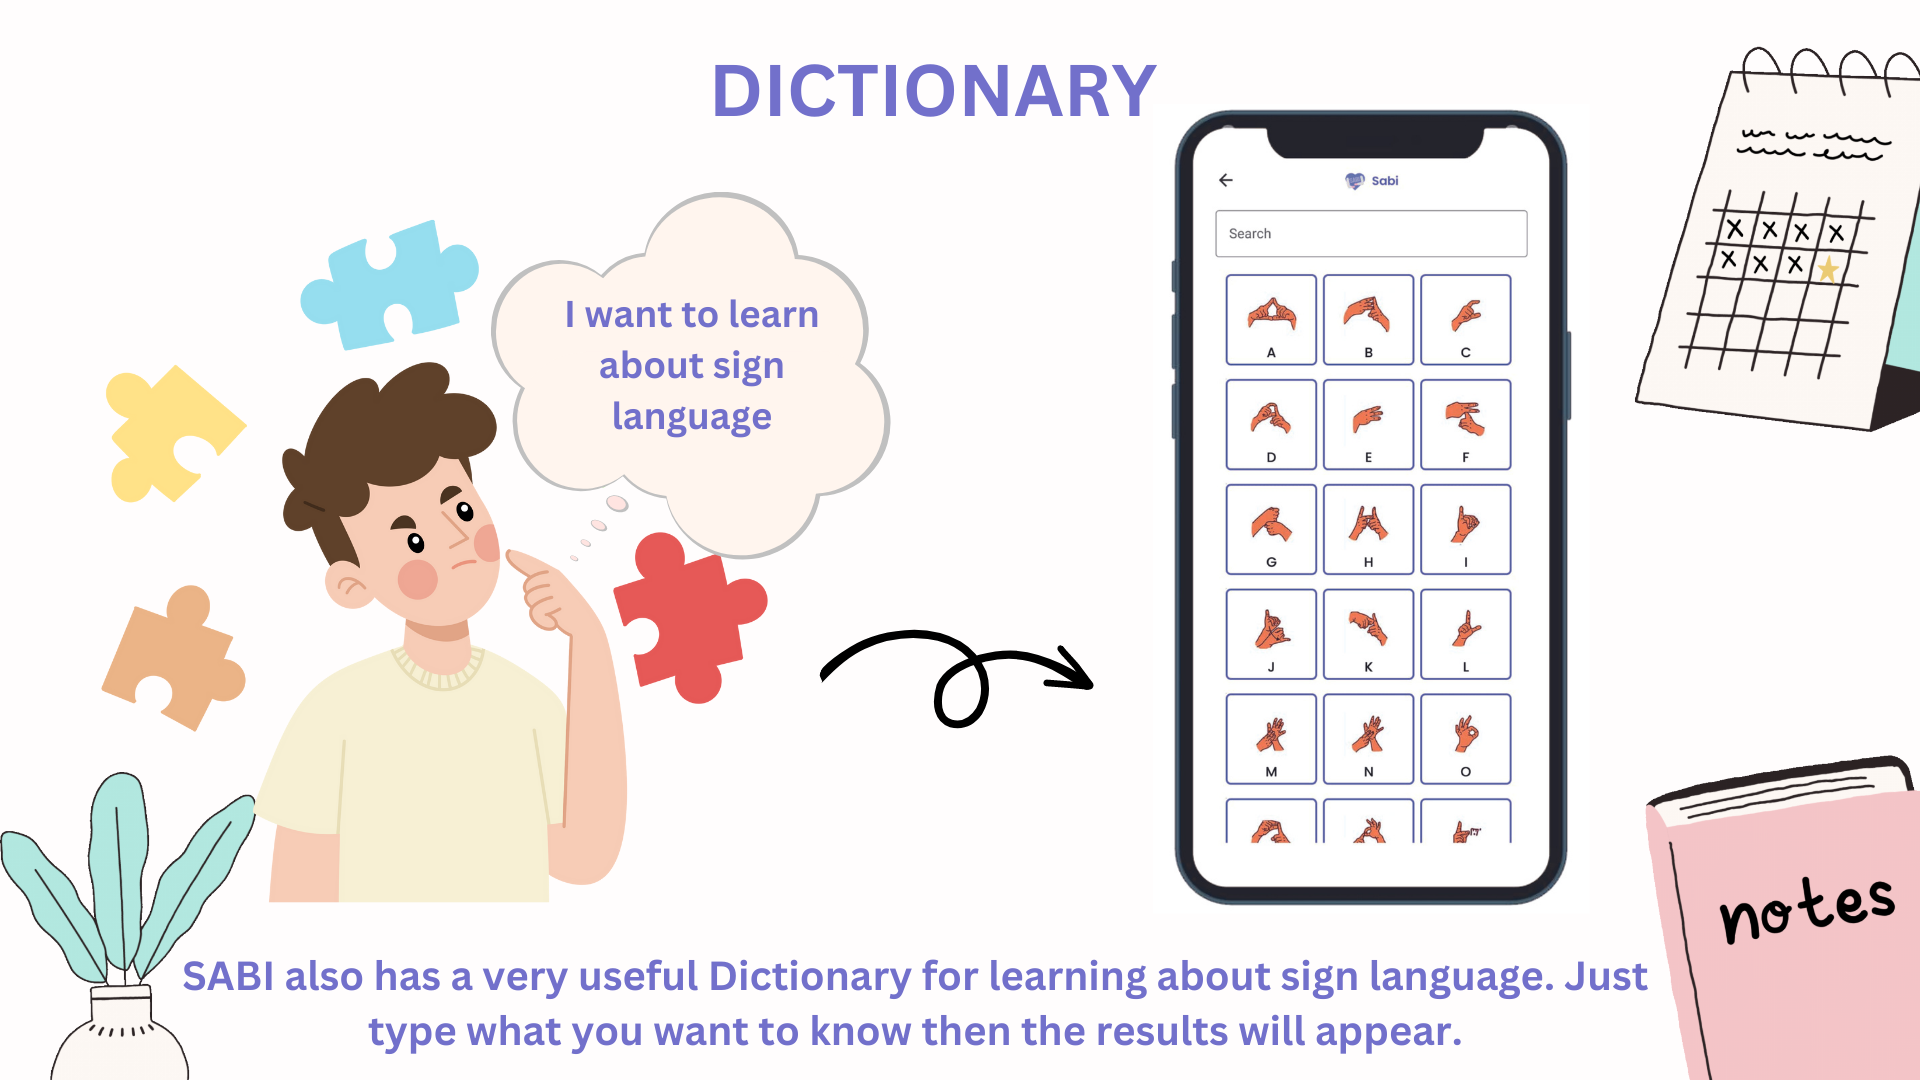 DICTIONARY
I want to learn
about sign
language
Sabi
Search
A B C
D E F
G H I
J K L
M N O
notes
SABI also has a very useful Dictionary for learning about sign language. Just
type what you want to know then the results will appear.